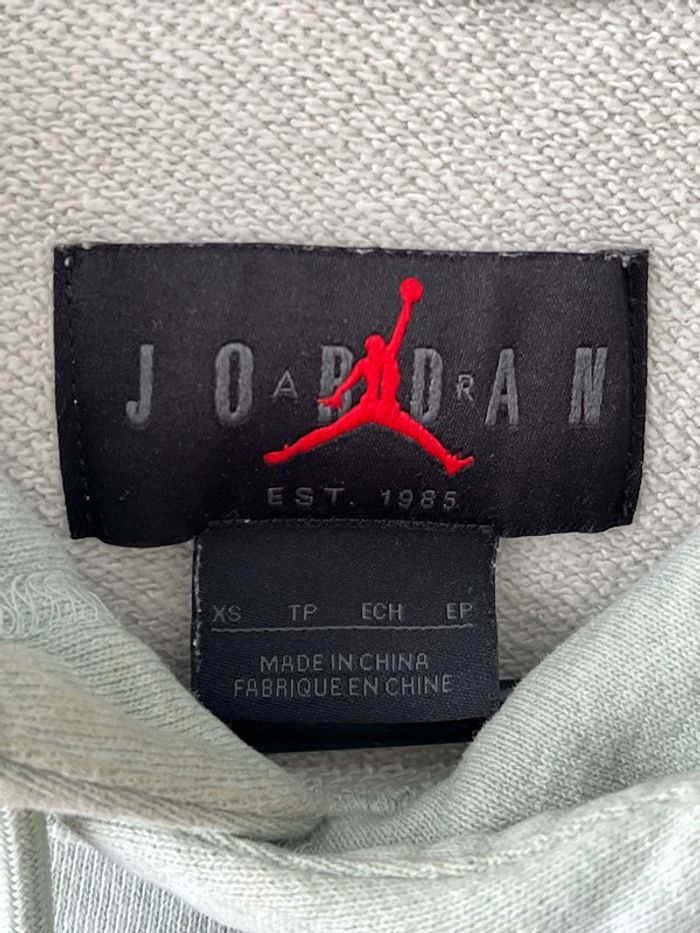 JORDAN
AIR
EST. 1985
XS TP ECH EP
MADE IN CHINA
FABRIQUE EN CHINE